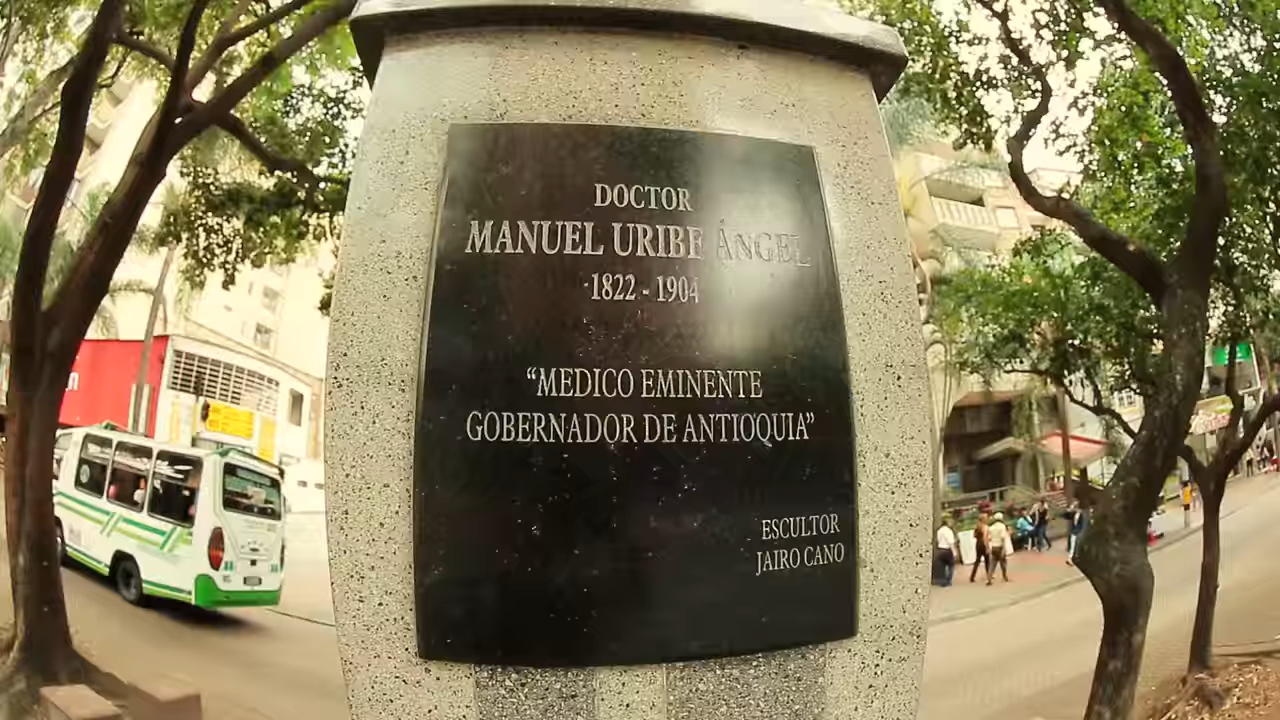 DOCTOR
MANUEL URIBE ÁNGEL
1822 - 1904
“MEDICO EMINENTE
GOBERNADOR DE ANTIOQUIA”
ESCULTOR
JAIRO CANO